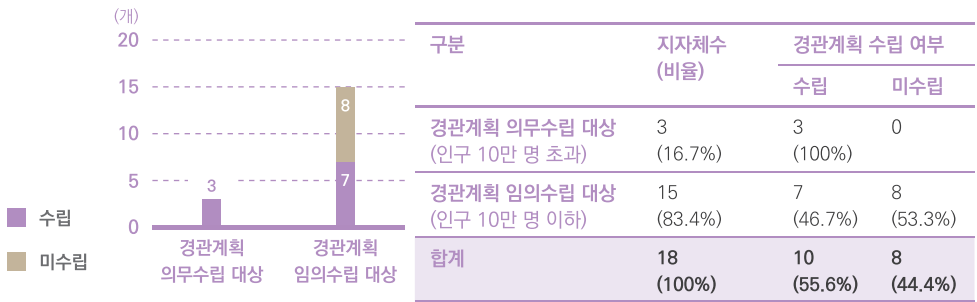 (개)
20
15
10
5
0
3
8
7
경관계획
의무수립 대상
경관계획
임의수립 대상
수립
미수립
구분 지자체수 경관계획 수립 여부
(비율)
수립 미수립
경관계획 의무수립 대상 3 3 0
(인구 10만 명 초과) (16.7%) (100%)
경관계획 임의수립 대상 15 7 8
(인구 10만 명 이하) (83.4%) (46.7%) (53.3%)
합계 18 10 8
(100%) (55.6%) (44.4%)